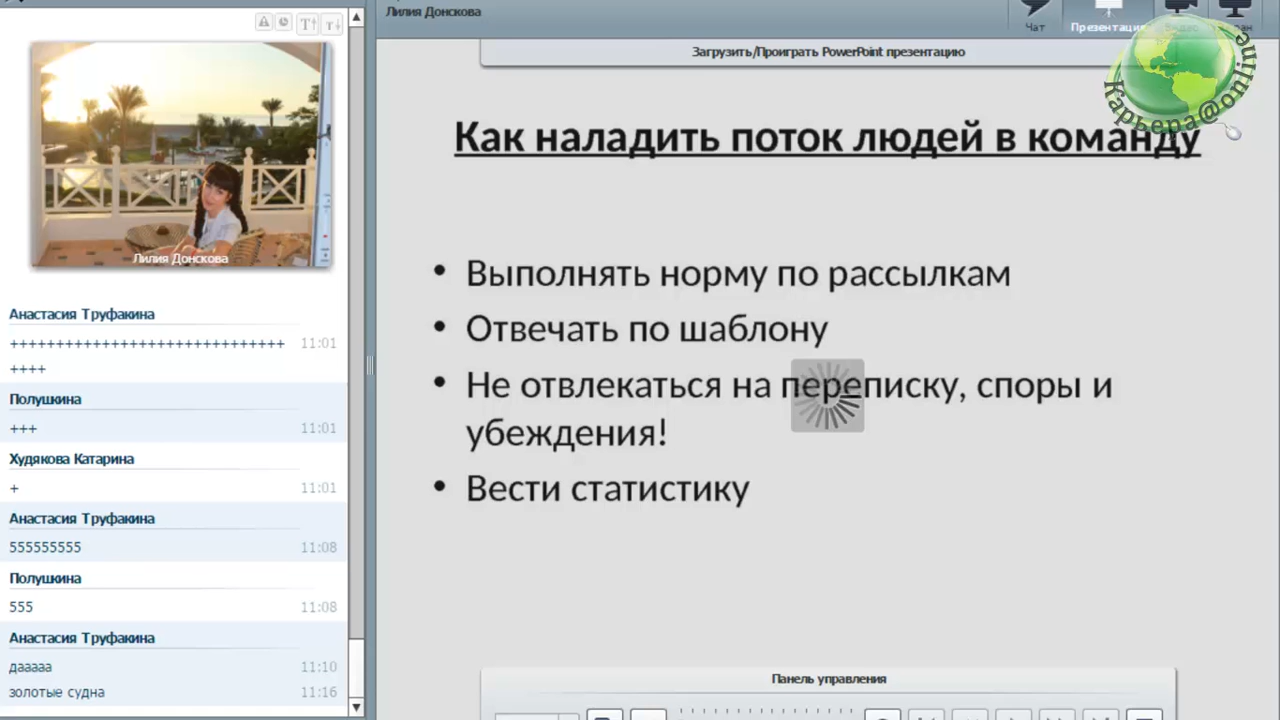 Лилия Донскова
Чат
Презентация
Загрузить/Проиграть PowerPoint презентацию
Карьера@online
Как наладить поток людей в команду
• Выполнять норму по рассылкам
• Отвечать по шаблону
• Не отвлекаться на переписку, споры и
убеждения!
• Вести статистику
Панель управления
Лилия Донскова
Анастасия Труфакина
++++++++++++++++++++++++++++++ 11:01
++++
Полушкина
+++ 11:01
Худякова Катарина
+ 11:01
Анастасия Труфакина
555555555 11:08
Полушкина
555 11:08
Анастасия Труфакина
дааааа 11:10
золотые судна 11:16